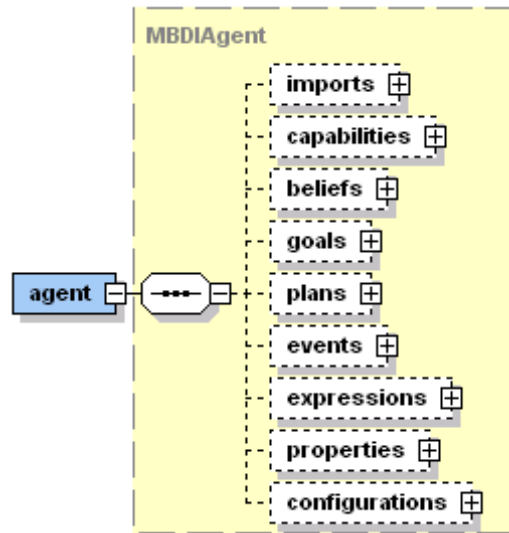 MBDIAgent
imports
capabilities
beliefs
goals
agent
plans
events
expressions
properties
configurations